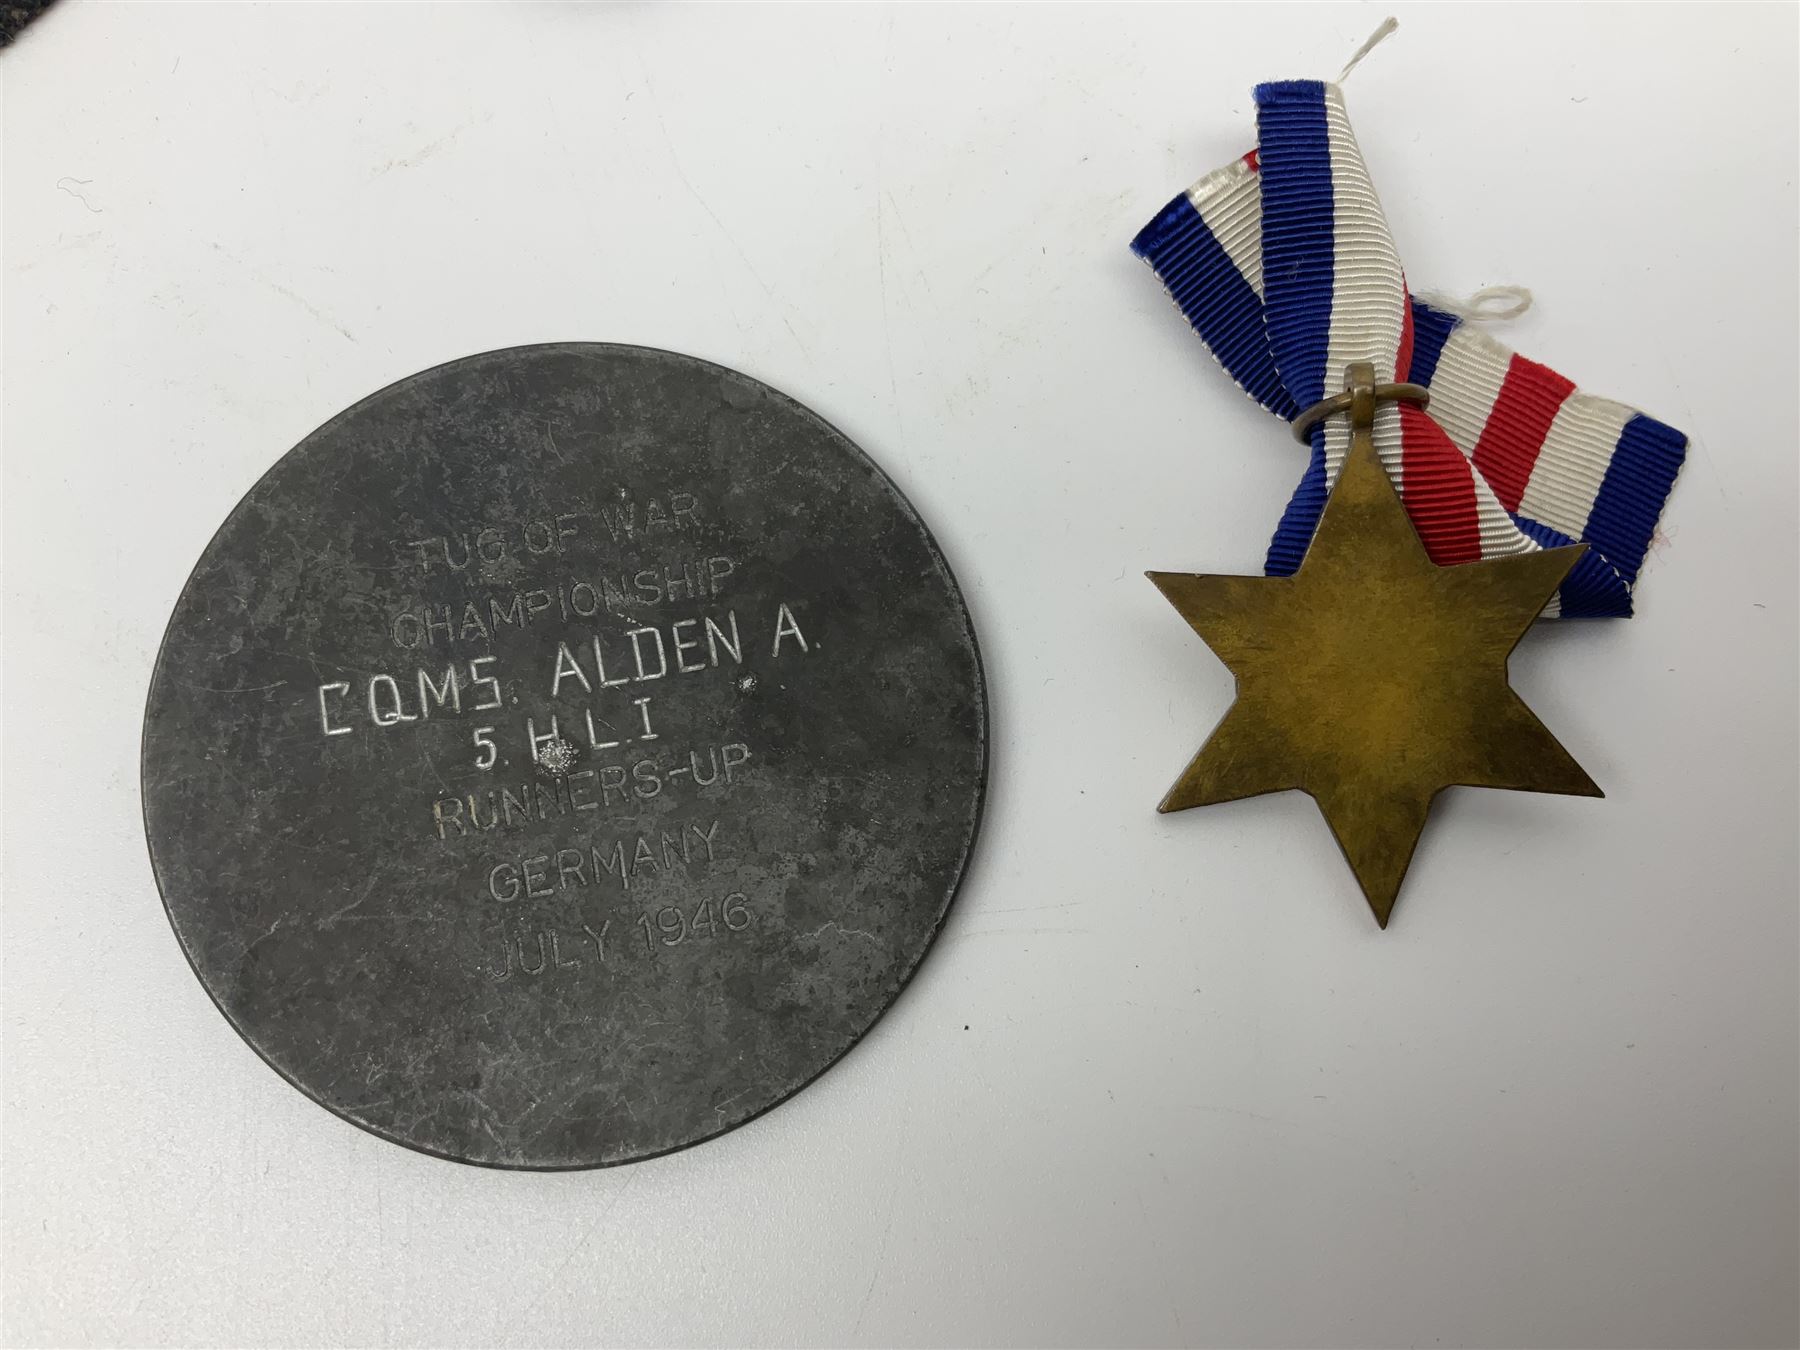 TUG OF WAR
CHAMPIONSHIP
CQMS. ALDEN A.
5. H.L.I
RUNNERS-UP
GERMANY
JULY 1946